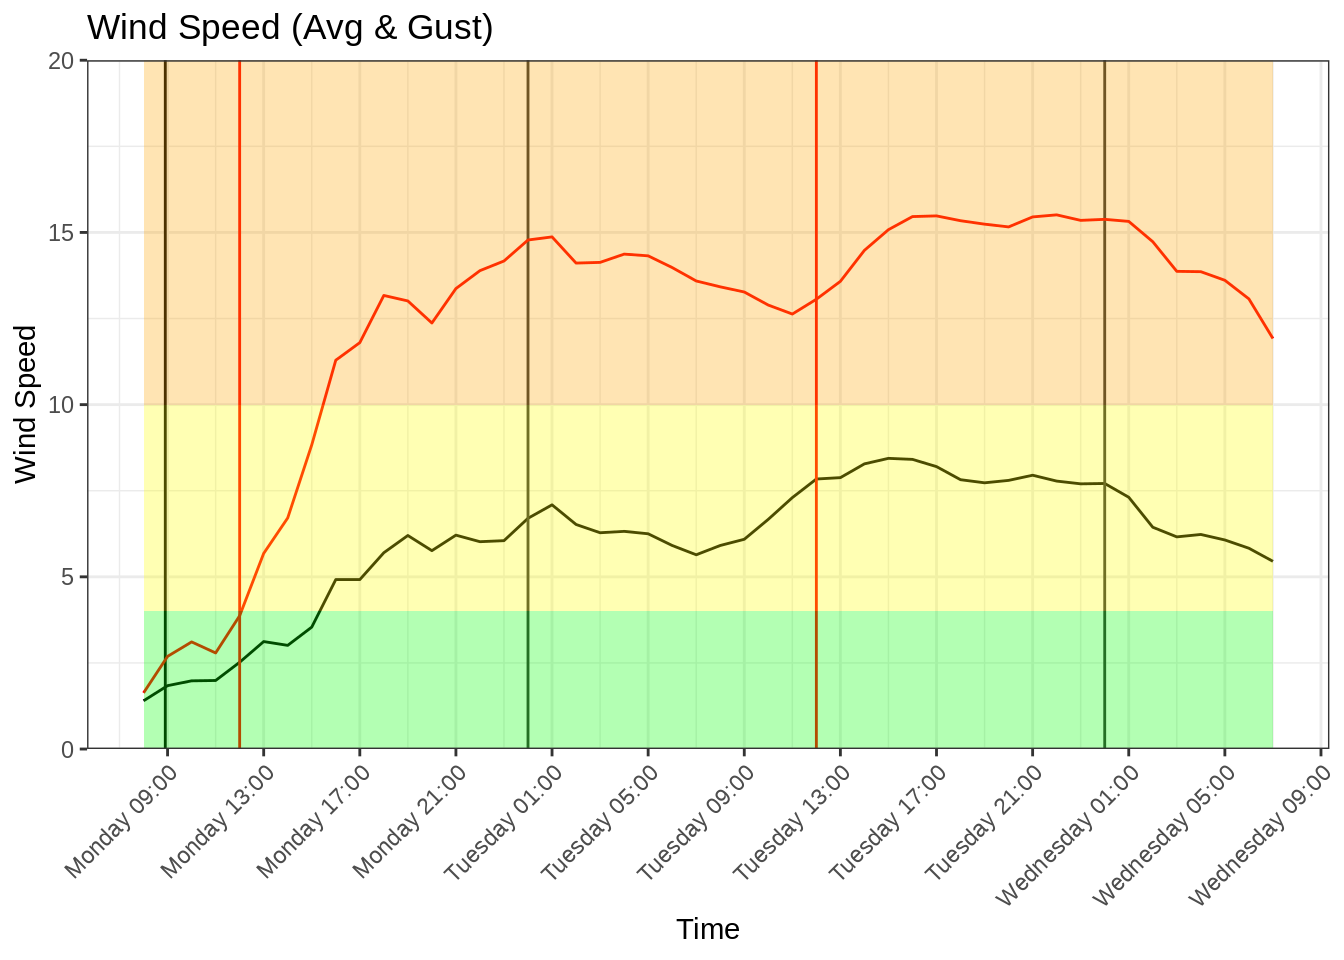 Wind Speed (Avg & Gust)
20
15
10
5
0
Wind Speed
Monday 09:00
Monday 13:00
Monday 17:00
Monday 21:00
Tuesday 01:00
Tuesday 05:00
Tuesday 09:00
Tuesday 13:00
Tuesday 17:00
Tuesday 21:00
Wednesday 01:00
Wednesday 05:00
Wednesday 09:00
Time